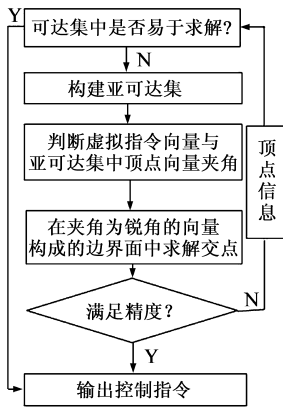 Y
可达集中是否易于求解?
N
构建亚可达集
判断虚拟指令向量与
亚可达集中顶点向量夹角
顶点信息
在夹角为锐角的向量
构成的边界面中求解交点
满足精度?
N
Y
输出控制指令